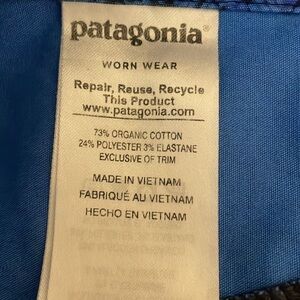 patagonia®
WORN WEAR
Repair, Reuse, Recycle
This Product
www.patagonia.com
73% ORGANIC COTTON
24% POLYESTER 3% ELASTANE
EXCLUSIVE OF TRIM
MADE IN VIETNAM
FABRIQUÉ AU VIETNAM
HECHO EN VIETNAM